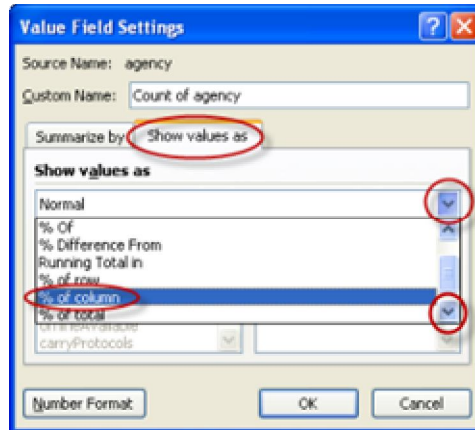 Value Field Settings
Source Name: agency
Custom Name: Count of agency
Summarize by
Show values as
Show values as
Normal
% Of
% Difference From
Running Total in
% of row
% of column
% of total
carryProtocols
Number Format
OK
Cancel